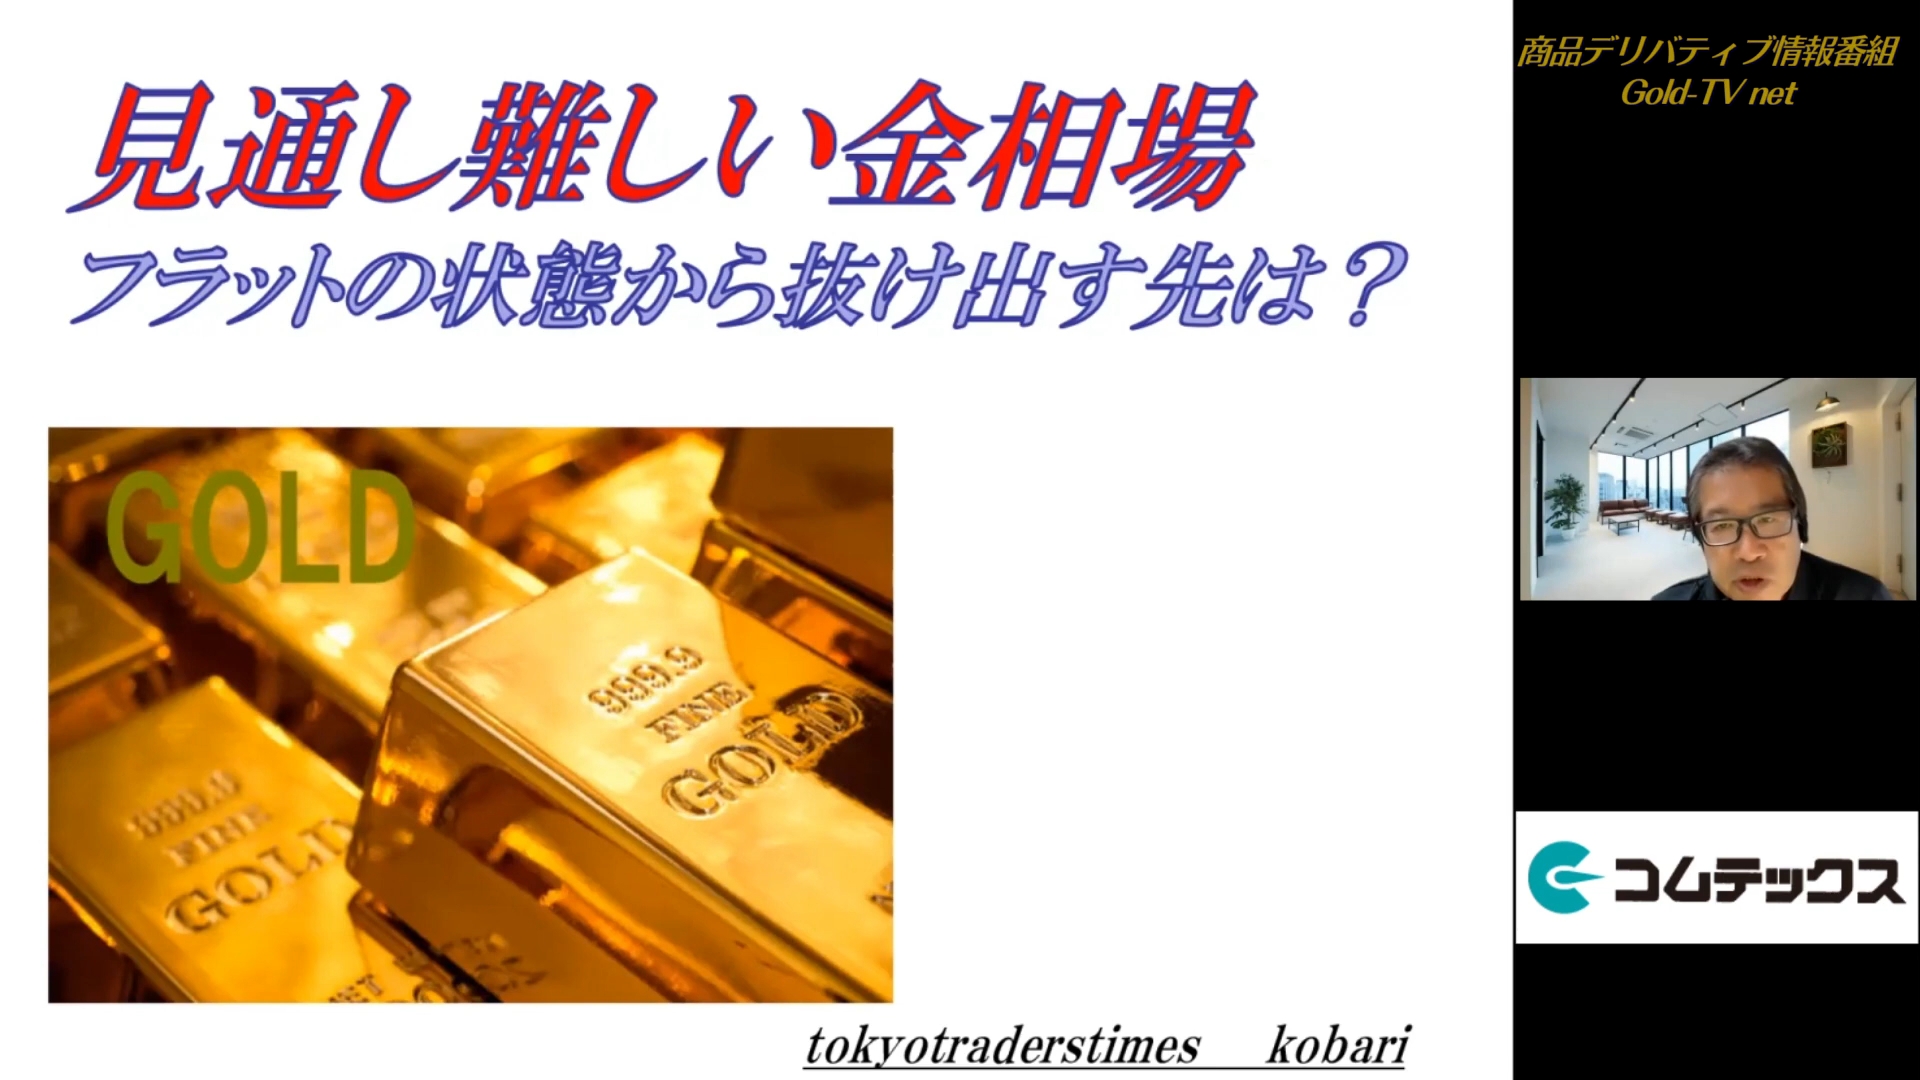 見通し難しい金相場
フラットの状態から抜け出す先は？
GOLD
999.9
FINE
GOLD
999.9
FINE
GOLD
tokyotraderstimes kobari
商品デリバティブ情報番組
Gold-TV net
コムテックス